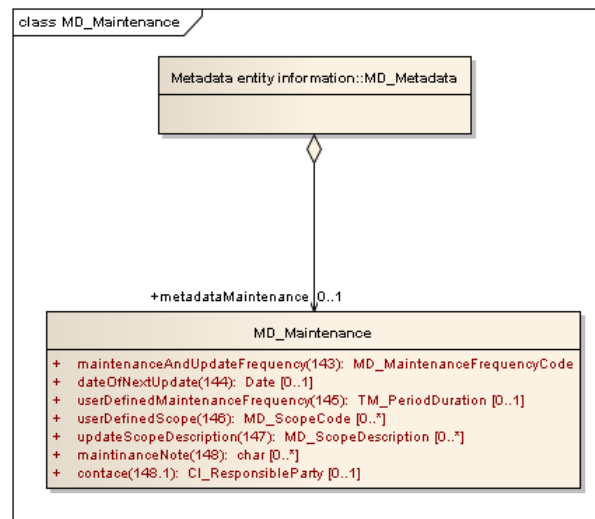 class MD_Maintenance
Metadata entity information::MD_Metadata
+metadataMaintenance 0..1
MD_Maintenance
+ maintenanceAndUpdateFrequency(143): MD_MaintenanceFrequencyCode
+ dateOfNextUpdate(144): Date [0..1]
+ userDefinedMaintenanceFrequency(145): TM_PeriodDuration [0..1]
+ userDefinedScope(146): MD_ScopeCode [0..*]
+ updateScopeDescription(147): MD_ScopeDescription [0..*]
+ maintinanceNote(148): char [0..*]
+ contace(148.1): CI_ResponsibleParty [0..1]